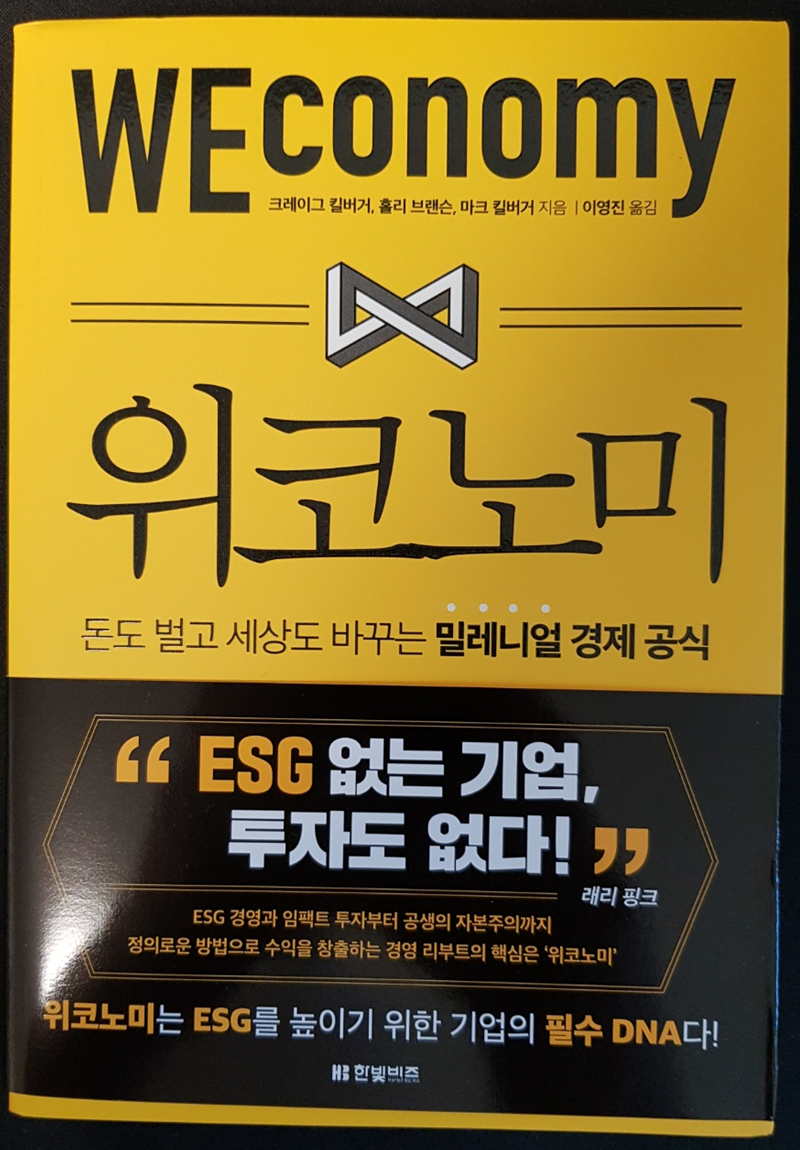 WEconomy
크레이그 킬버거, 홀리 브랜슨, 마크 킬버거 지음 | 이영진 옮김
위코노미
돈도 벌고 세상도 바꾸는 밀레니얼 경제 공식
“ ESG 없는 기업,
투자도 없다! ”
래리 핑크
ESG 경영과 임팩트 투자부터 공생의 자본주의까지
정의로운 방법으로 수익을 창출하는 경영 리부트의 핵심은 ‘위코노미’
위코노미는 ESG를 높이기 위한 기업의 필수 DNA다!
HB 한빛비즈